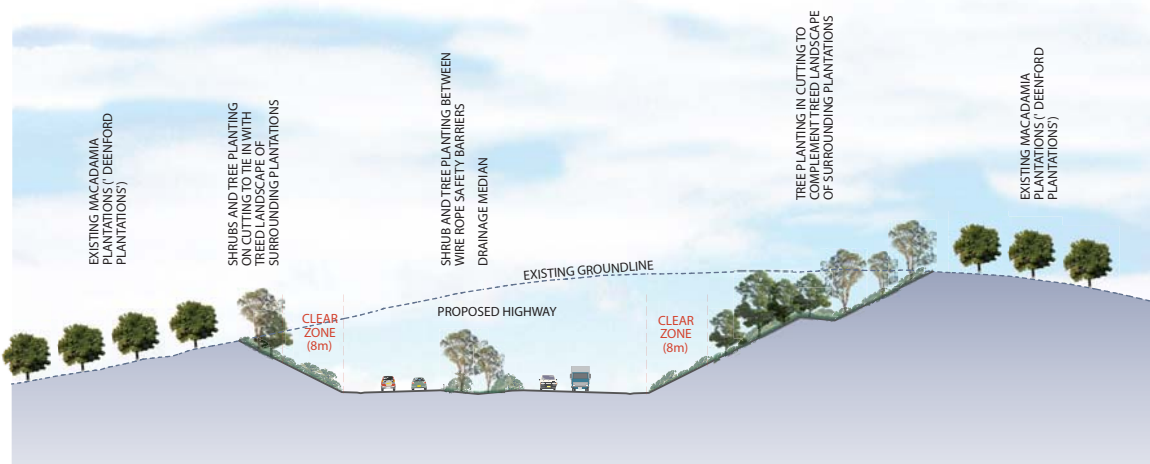 EXISTING MACADAMIA
PLANTATIONS (' DEENFORD
PLANTATIONS')
SHRUBS AND TREE PLANTING
ON CUTTING TO TIE IN WITH
TREED LANDSCAPE OF
SURROUNDING PLANTATIONS
SHRUB AND TREE PLANTING BETWEEN
WIRE ROPE SAFETY BARRIERS
DRAINAGE MEDIAN
TREE PLANTING IN CUTTING TO
COMPLEMENT TREED LANDSCAPE
OF SURROUNDING PLANTATIONS
EXISTING MACADAMIA
PLANTATIONS (' DEENFORD
PLANTATIONS')
EXISTING GROUNDLINE
PROPOSED HIGHWAY
CLEAR
ZONE
(8m)
CLEAR
ZONE
(8m)